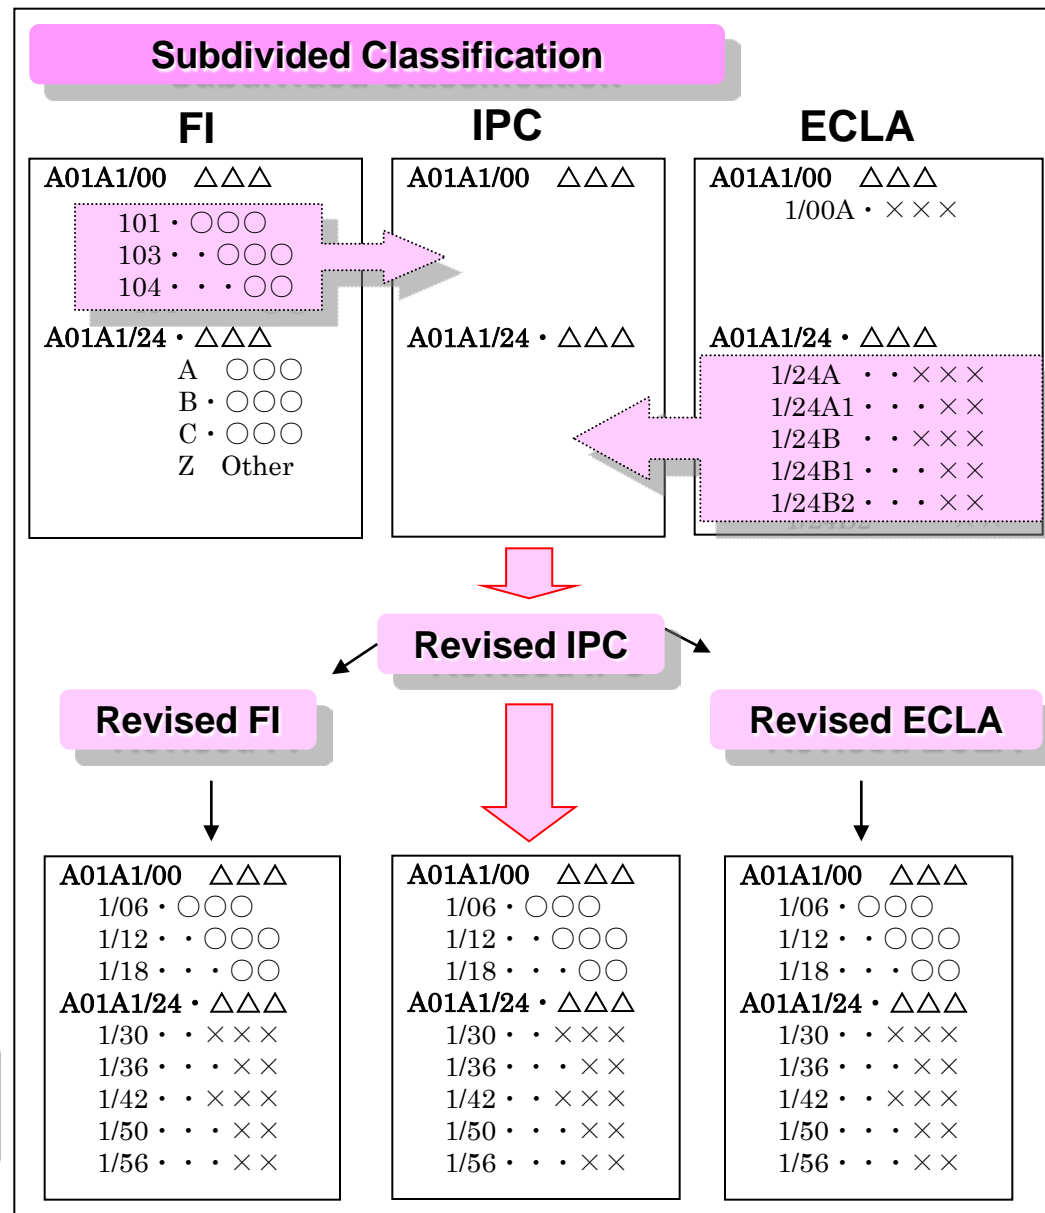 Subdivided Classification
FI
IPC
ECLA
A01A1/00 △△△
101・○○○
103・・○○○
104・・・○○
A01A1/24・△△△
A ○○○
B・○○○
C・○○○
Z Other
A01A1/00 △△△
A01A1/24・△△△
A01A1/00 △△△
1/00A・×××
A01A1/24・△△△
1/24A ・・×××
1/24A1・・・××
1/24B ・・×××
1/24B1・・・××
1/24B2・・・××
Revised IPC
Revised FI
Revised ECLA
A01A1/00 △△△
1/06・○○○
1/12・・○○○
1/18・・・○○
A01A1/24・△△△
1/30・・×××
1/36・・・××
1/42・・×××
1/50・・・××
1/56・・・××
A01A1/00 △△△
1/06・○○○
1/12・・○○○
1/18・・・○○
A01A1/24・△△△
1/30・・×××
1/36・・・××
1/42・・×××
1/50・・・××
1/56・・・××
A01A1/00 △△△
1/06・○○○
1/12・・○○○
1/18・・・○○
A01A1/24・△△△
1/30・・×××
1/36・・・××
1/42・・×××
1/50・・・××
1/56・・・××